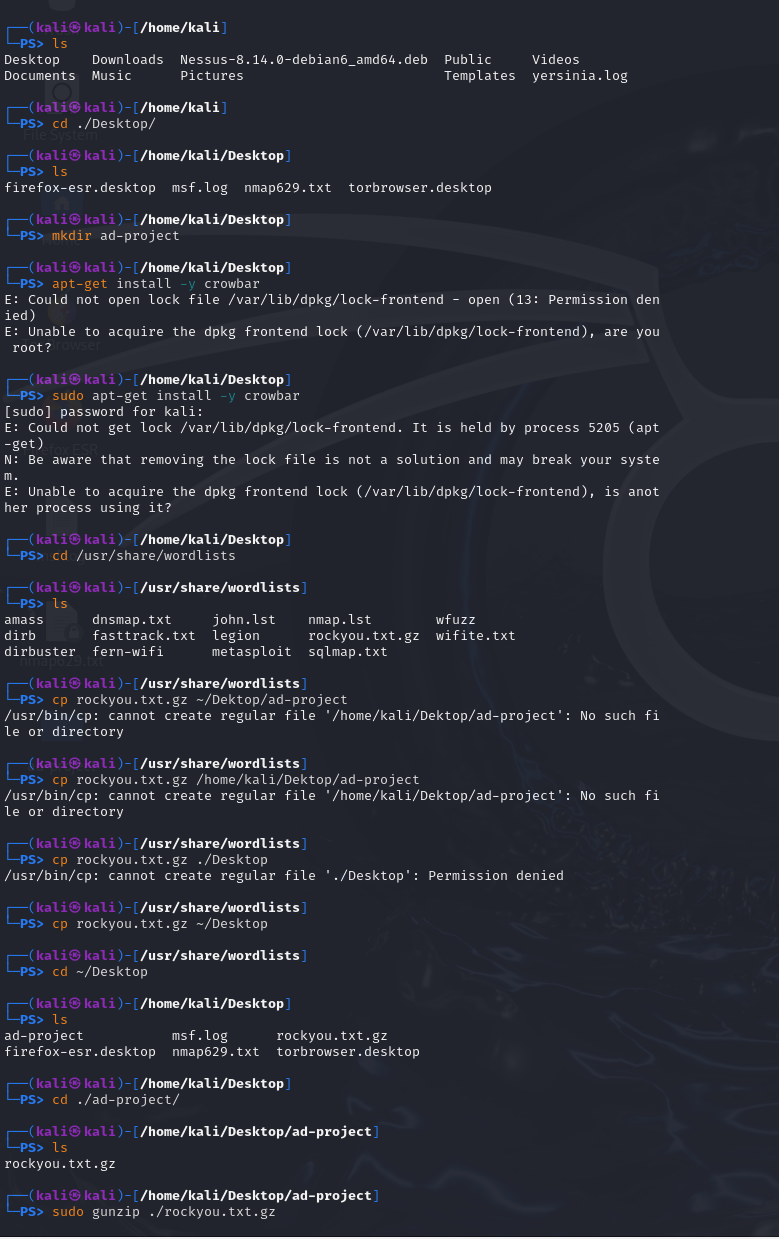 ┌──(kali㉿kali)-[/home/kali]
└─PS> ls
Desktop    Downloads  Nessus-8.14.0-debian6_amd64.deb  Public     Videos
Documents  Music      Pictures                         Templates  yersinia.log
┌──(kali㉿kali)-[/home/kali]
└─PS> cd ./Desktop/
File System
┌──(kali㉿kali)-[/home/kali/Desktop]
└─PS> ls
firefox-esr.desktop  msf.log  nmap629.txt  torbrowser.desktop
┌──(kali㉿kali)-[/home/kali/Desktop]
└─PS> mkdir ad-project
┌──(kali㉿kali)-[/home/kali/Desktop]
└─PS> apt-get install -y crowbar
E: Could not open lock file /var/lib/dpkg/lock-frontend - open (13: Permission den
ied)
E: Unable to acquire the dpkg frontend lock (/var/lib/dpkg/lock-frontend), are you
 root?
┌──(kali㉿kali)-[/home/kali/Desktop]
└─PS> sudo apt-get install -y crowbar
[sudo] password for kali:
E: Could not get lock /var/lib/dpkg/lock-frontend. It is held by process 5205 (apt
-get)
N: Be aware that removing the lock file is not a solution and may break your syste
m.
E: Unable to acquire the dpkg frontend lock (/var/lib/dpkg/lock-frontend), is anot
her process using it?
┌──(kali㉿kali)-[/home/kali/Desktop]
└─PS> cd /usr/share/wordlists
┌──(kali㉿kali)-[/usr/share/wordlists]
└─PS> ls
amass      dnsmap.txt     john.lst    nmap.lst        wfuzz
dirb       fasttrack.txt  legion      rockyou.txt.gz  wifite.txt
dirbuster  fern-wifi      metasploit  sqlmap.txt
nmap629.txt
┌──(kali㉿kali)-[/usr/share/wordlists]
└─PS> cp rockyou.txt.gz ~/Dektop/ad-project
/usr/bin/cp: cannot create regular file '/home/kali/Dektop/ad-project': No such fi
le or directory
┌──(kali㉿kali)-[/usr/share/wordlists]
└─PS> cp rockyou.txt.gz /home/kali/Dektop/ad-project
/usr/bin/cp: cannot create regular file '/home/kali/Dektop/ad-project': No such fi
le or directory
┌──(kali㉿kali)-[/usr/share/wordlists]
└─PS> cp rockyou.txt.gz ./Desktop
/usr/bin/cp: cannot create regular file './Desktop': Permission denied
┌──(kali㉿kali)-[/usr/share/wordlists]
└─PS> cp rockyou.txt.gz ~/Desktop
┌──(kali㉿kali)-[/usr/share/wordlists]
└─PS> cd ~/Desktop
┌──(kali㉿kali)-[/home/kali/Desktop]
└─PS> ls
ad-project           msf.log      rockyou.txt.gz
firefox-esr.desktop  nmap629.txt  torbrowser.desktop
┌──(kali㉿kali)-[/home/kali/Desktop]
└─PS> cd ./ad-project/
┌──(kali㉿kali)-[/home/kali/Desktop/ad-project]
└─PS> ls
rockyou.txt.gz
┌──(kali㉿kali)-[/home/kali/Desktop/ad-project]
└─PS> sudo gunzip ./rockyou.txt.gz